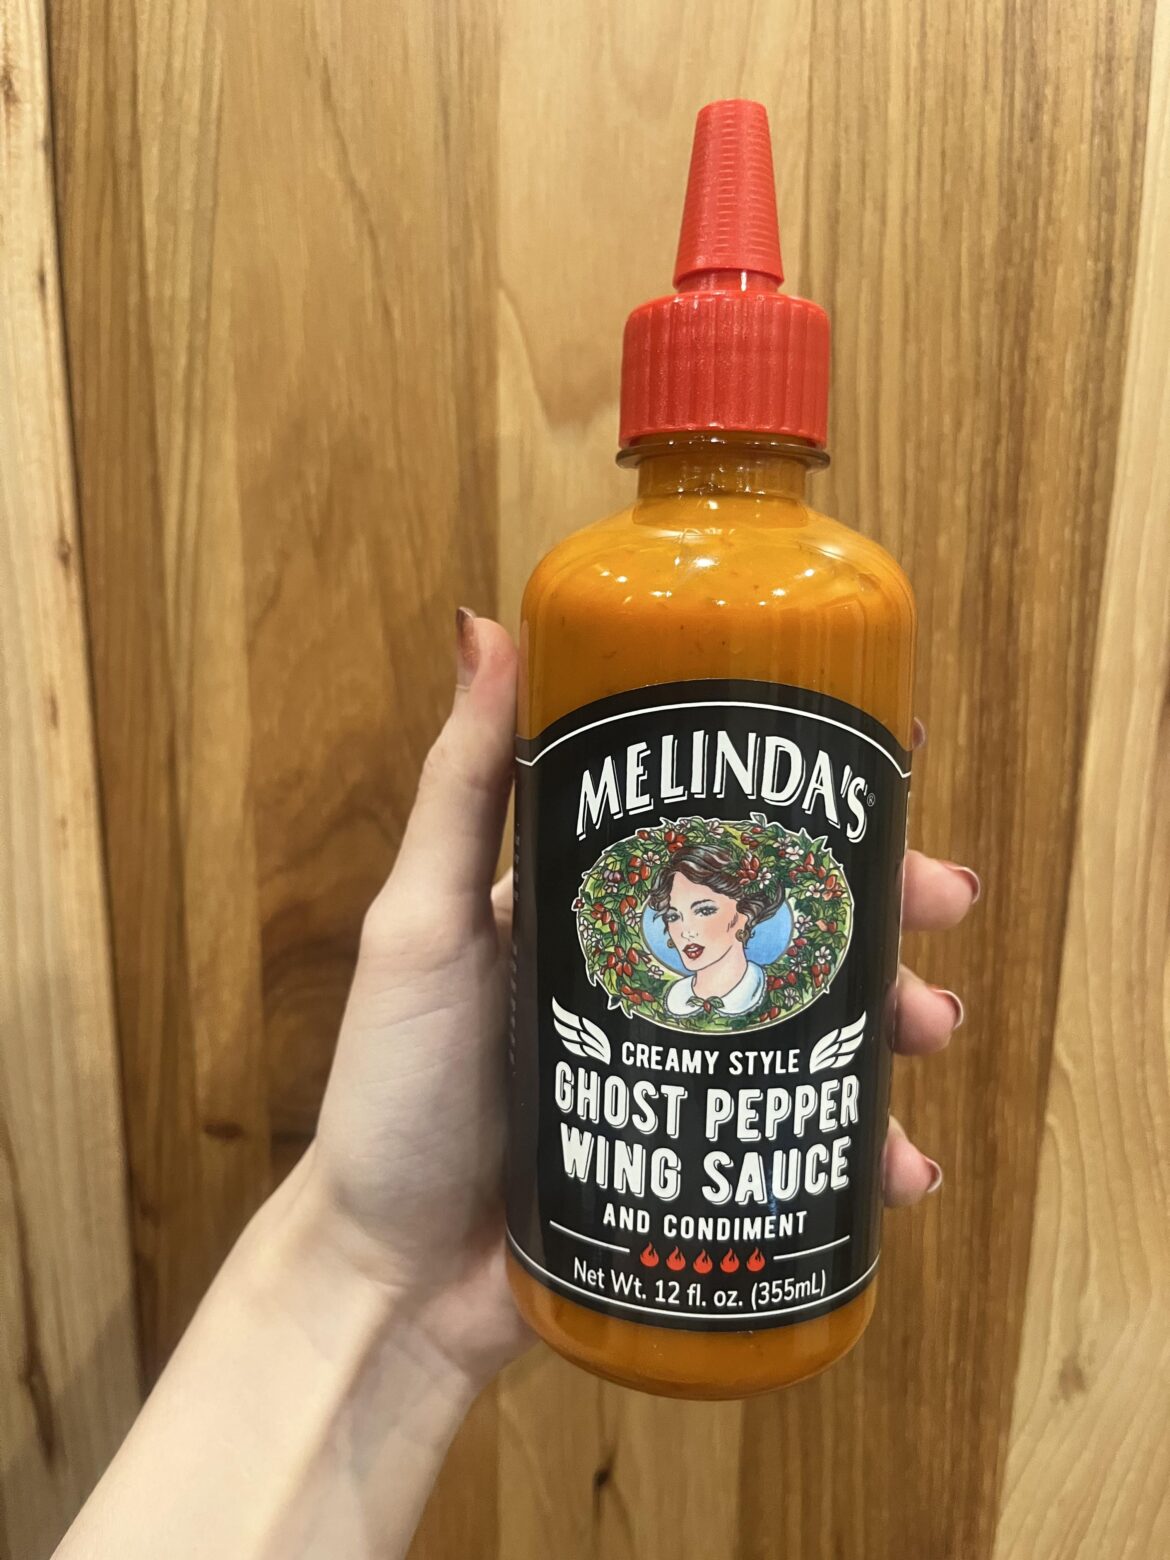 MELINDA'S®
CREAMY STYLE
GHOST PEPPER
WING SAUCE
AND CONDIMENT
Net Wt. 12 fl. oz. (355mL)